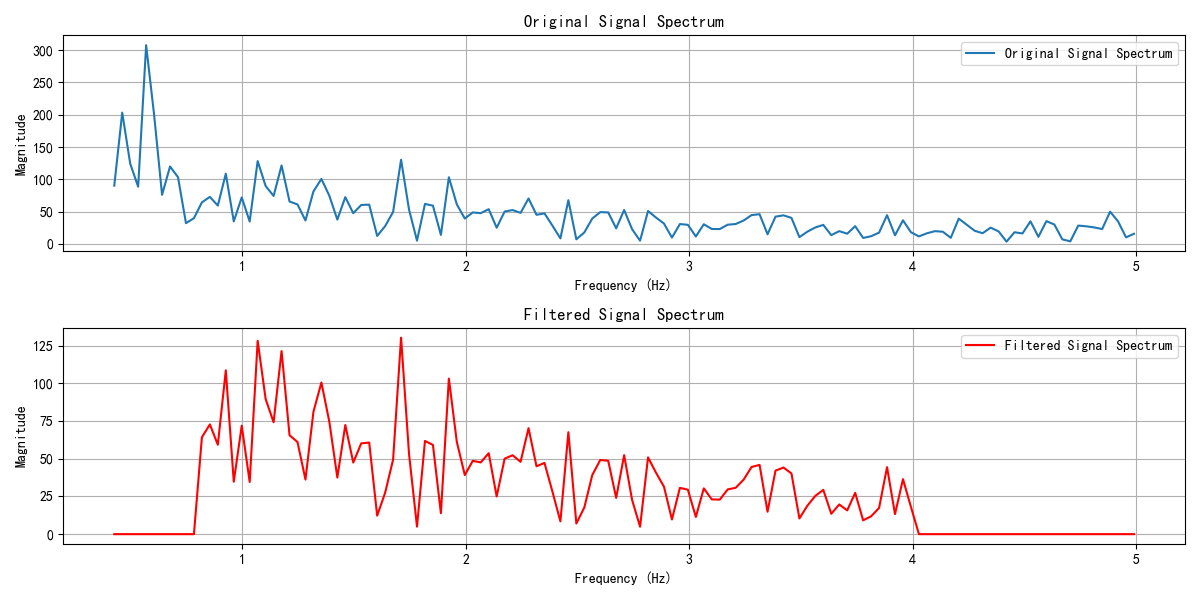 Original Signal Spectrum
300
250
200
150
100
50
0
Magnitude
Original Signal Spectrum
1 2 3 4 5
Frequency (Hz)
Filtered Signal Spectrum
125
100
75
50
25
0
Magnitude
Filtered Signal Spectrum
1 2 3 4 5
Frequency (Hz)